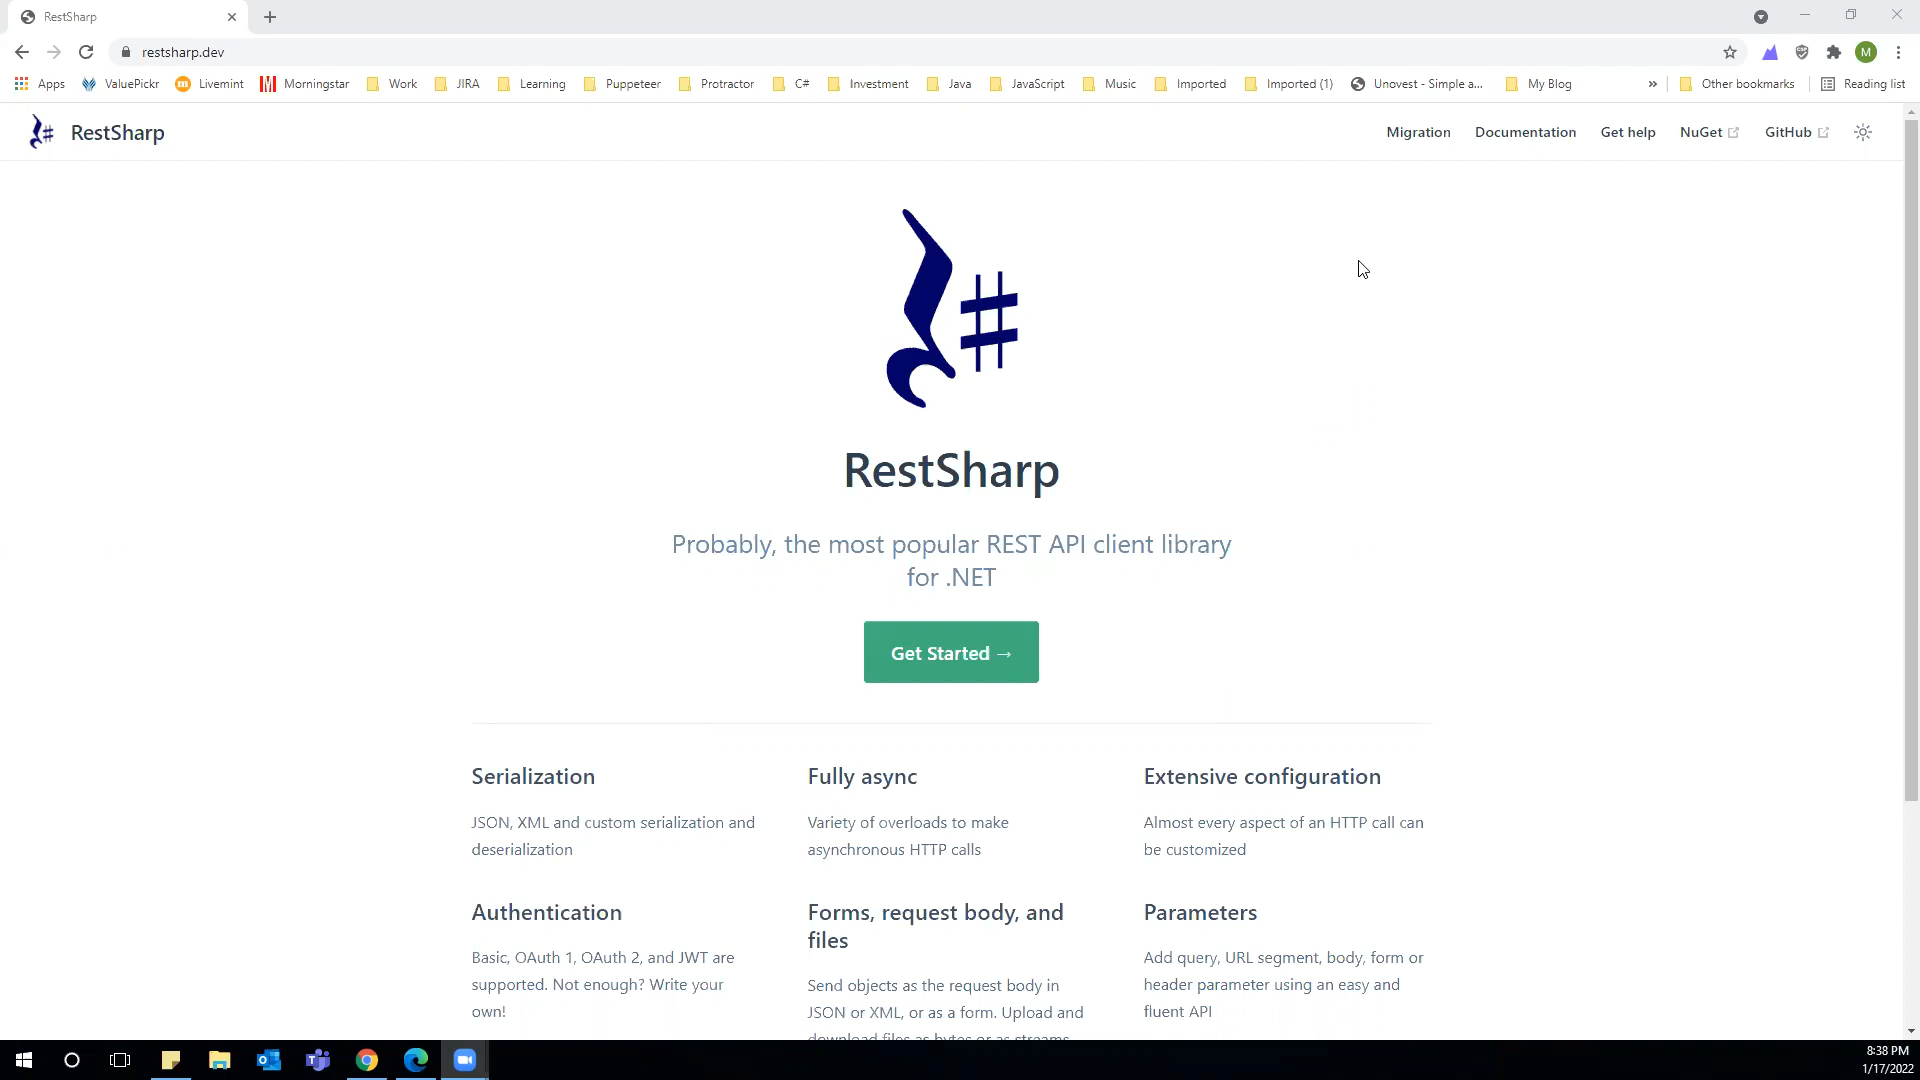 RestSharp
restsharp.dev
M
Apps ValuePickr Livemint Morningstar Work JIRA Learning Puppeteer Protractor C# Investment Java JavaScript Music Imported Imported (1) Unovest - Simple a... My Blog » Other bookmarks Reading list
RestSharp Migration Documentation Get help NuGet GitHub
RestSharp
Probably, the most popular REST API client library
for .NET
Get Started →
Serialization
JSON, XML and custom serialization and
deserialization
Fully async
Variety of overloads to make
asynchronous HTTP calls
Extensive configuration
Almost every aspect of an HTTP call can
be customized
Authentication
Basic, OAuth 1, OAuth 2, and JWT are
supported. Not enough? Write your
own!
Forms, request body, and
files
Send objects as the request body in
JSON or XML, or as a form. Upload and
download files as bytes or as streams
Parameters
Add query, URL segment, body, form or
header parameter using an easy and
fluent API
8:38 PM
1/17/2022